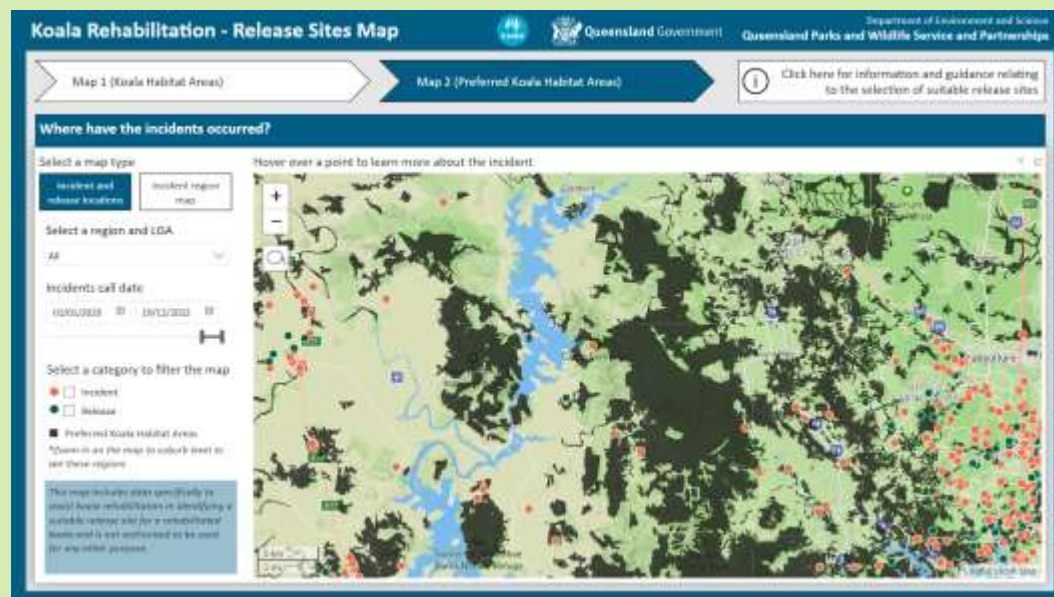 Koala Rehabilitation - Release Sites Map
Queensland Government
Department of Environment and Science
Queensland Parks and Wildlife Service and Partnerships
Map 1 (Koala Habitat Areas)
Map 2 (Preferred Koala Habitat Areas)
Click here for information and guidance relating
to the selection of suitable release sites
Where have the incidents occurred?
Select a map type
Hover over a point to learn more about the incident
Incident and
release locations
Incident region
map
Select a region and LGA
All
Incidents call date
Select a category to filter the map
Incident
Release
Preferred Koala Habitat Areas
*Zoom in on the map to suburb level to
see these regions
This map includes data specifically to
assist koala rehabilitators in identifying a
suitable release site for a rehabilitated
koala and is not authorised to be used
for any other purpose.